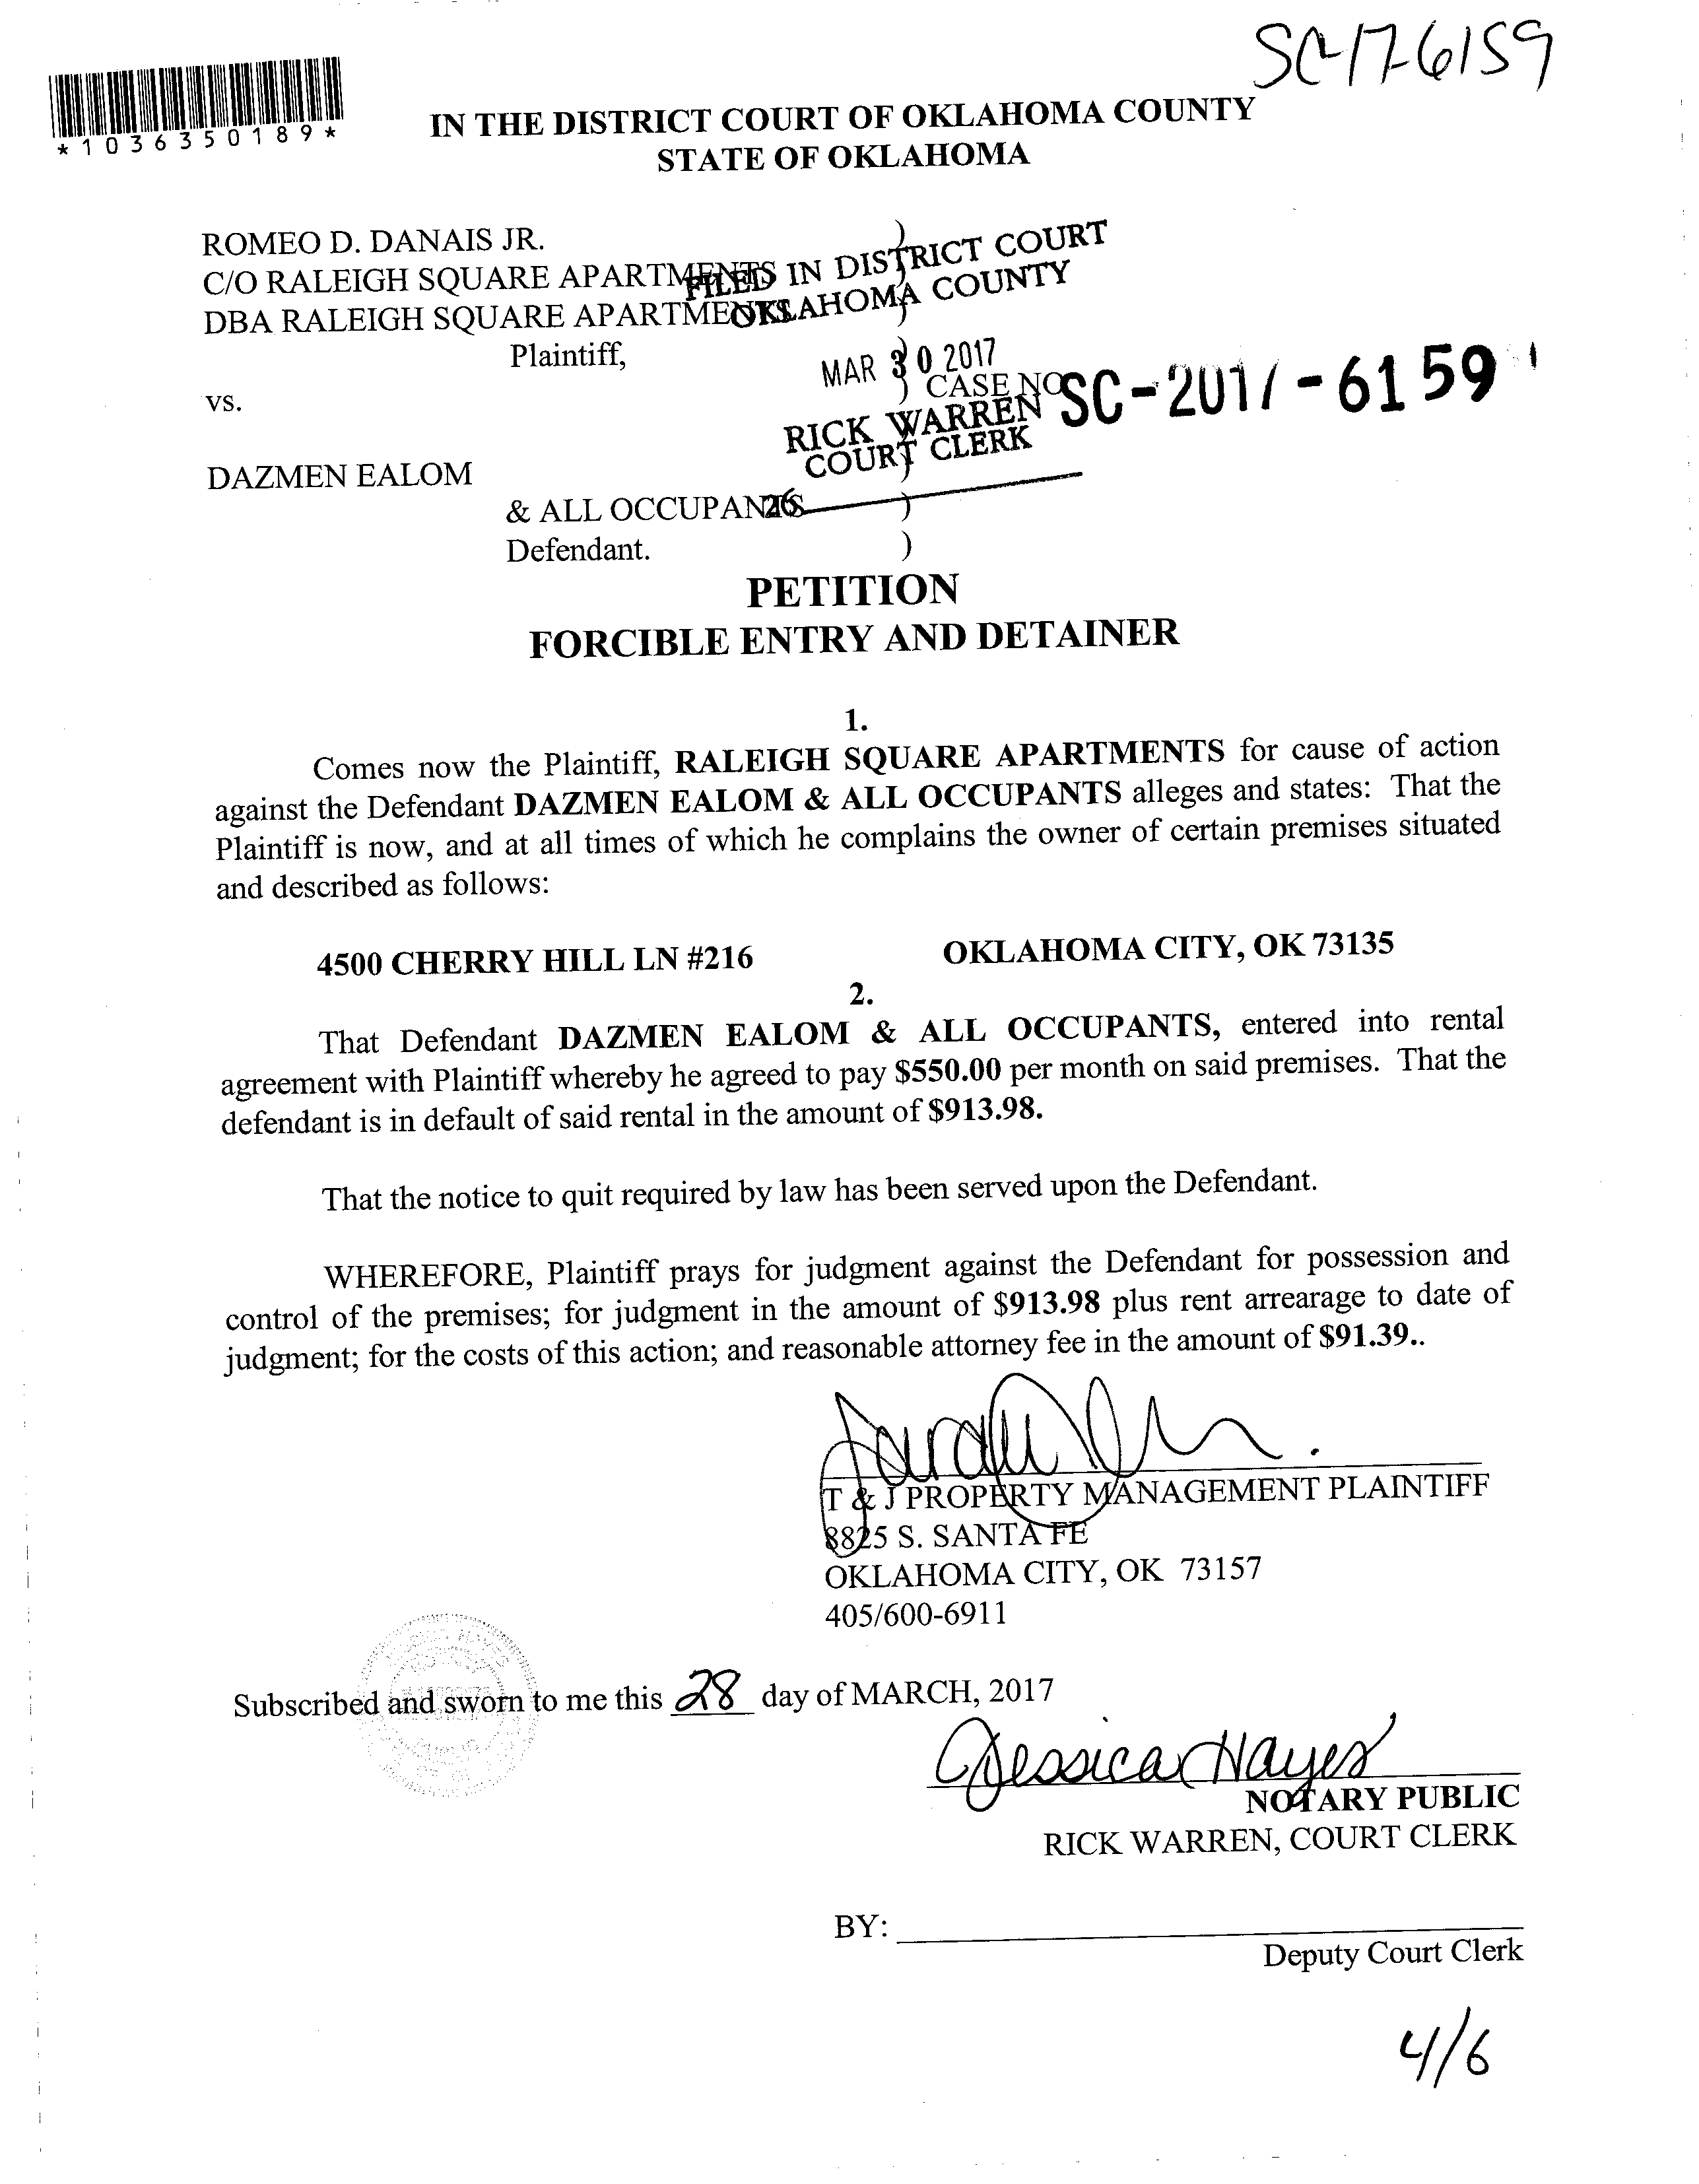 SC-17-6159
*1036350189*
IN THE DISTRICT COURT OF OKLAHOMA COUNTY
STATE OF OKLAHOMA
ROMEO D. DANAIS JR. )
C/O RALEIGH SQUARE APARTMENTS
DBA RALEIGH SQUARE APARTMENTS )
FILED IN DISTRICT COURT
OKLAHOMA COUNTY
Plaintiff, )
MAR 30 2017
vs. ) CASE NO. SC-2017-6159
RICK WARREN
COURT CLERK
DAZMEN EALOM )
& ALL OCCUPANTS )
26
Defendant. )
PETITION
FORCIBLE ENTRY AND DETAINER
1.
Comes now the Plaintiff, RALEIGH SQUARE APARTMENTS for cause of action
against the Defendant DAZMEN EALOM & ALL OCCUPANTS alleges and states: That the
Plaintiff is now, and at all times of which he complains the owner of certain premises situated
and described as follows:
4500 CHERRY HILL LN #216 OKLAHOMA CITY, OK 73135
2.
That Defendant DAZMEN EALOM & ALL OCCUPANTS, entered into rental
agreement with Plaintiff whereby he agreed to pay $550.00 per month on said premises. That the
defendant is in default of said rental in the amount of $913.98.
That the notice to quit required by law has been served upon the Defendant.
WHEREFORE, Plaintiff prays for judgment against the Defendant for possession and
control of the premises; for judgment in the amount of $913.98 plus rent arrearage to date of
judgment; for the costs of this action; and reasonable attorney fee in the amount of $91.39..
T & J PROPERTY MANAGEMENT PLAINTIFF
8825 S. SANTA FE
OKLAHOMA CITY, OK 73157
405/600-6911
Subscribed and sworn to me this 28 day of MARCH, 2017
Jessica Hayes
NOTARY PUBLIC
RICK WARREN, COURT CLERK
BY:
Deputy Court Clerk
4/6